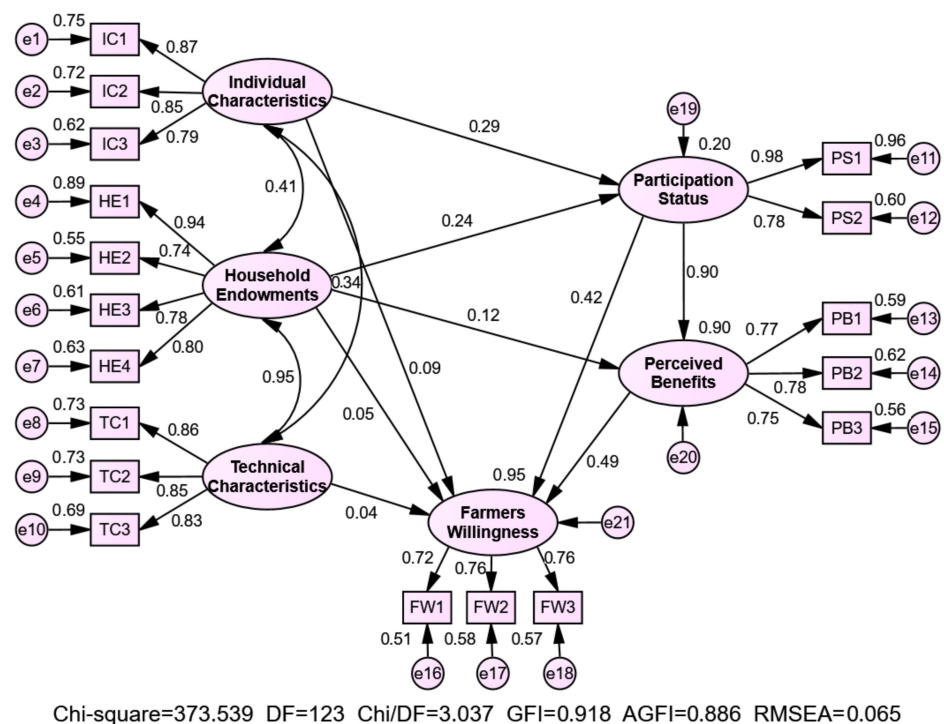 0.75
e1
IC1
0.87
0.72
e2
IC2
0.85
0.62
e3
IC3
0.79
Individual
Characteristics
0.89
e4
HE1
0.94
0.55
e5
HE2
0.74
0.61
e6
HE3
0.78
0.63
e7
HE4
0.80
Household
Endowments
0.73
e8
TC1
0.86
0.73
e9
TC2
0.85
0.69
e10
TC3
0.83
Technical
Characteristics
0.41
0.34
0.95
0.29
0.24
0.12
0.09
0.05
0.04
0.42
0.90
0.49
e19
0.20
Participation
Status
0.98
PS1
0.96
e11
0.78
PS2
0.60
e12
0.90
Perceived
Benefits
e20
0.77
PB1
0.59
e13
0.78
PB2
0.62
e14
0.75
PB3
0.56
e15
0.95
Farmers
Willingness
e21
0.72
0.76
0.76
FW1
FW2
FW3
0.51
0.58
0.57
e16
e17
e18
Chi-square=373.539 DF=123 Chi/DF=3.037 GFI=0.918 AGFI=0.886 RMSEA=0.065